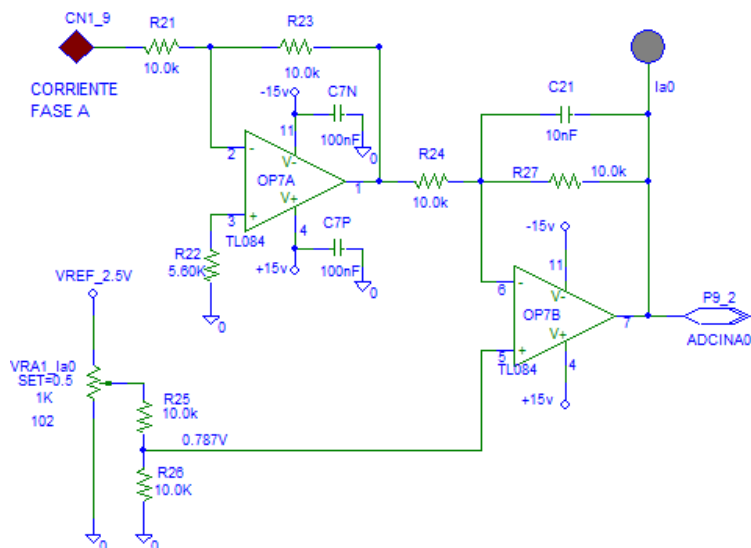 CN1_9
R21
10.0k
R23
10.0k
CORRIENTE
FASE A
-15v
C7N
100nF
0
11
2
-
V-
OP7A
V+
3
+
1
4
TL084
R22
5.60K
0
C7P
100nF
0
+15v
R24
10.0k
Ia0
C21
10nF
R27
10.0k
-15v
11
6
-
V-
OP7B
V+
5
+
7
4
TL084
+15v
P9_2
ADCINA0
VREF_2.5V
VRA1_Ia0
SET=0.5
1K
102
R25
10.0k
0.787V
R26
10.0K
0
0